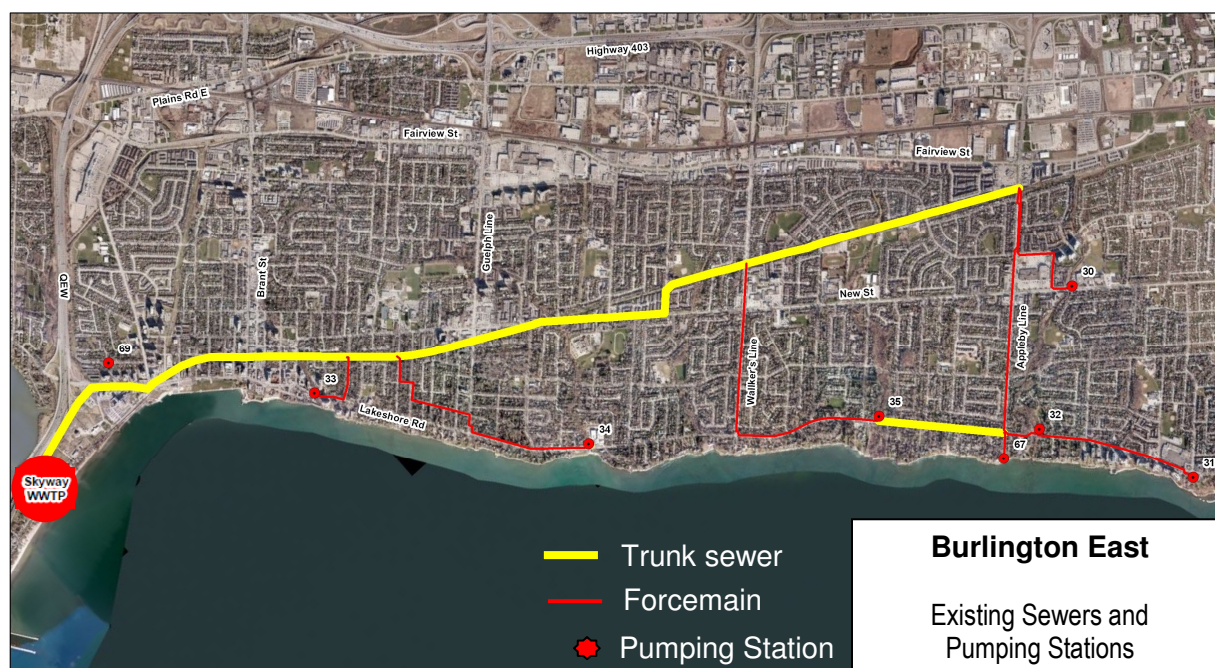 Highway 403
Plains Rd E
Fairview St
Fairview St
Guelph Line
Brant St
QEW
New St
Walker's Line
Appleby Line
30
69
33
Lakeshore Rd
34
35
32
67
31
Skyway
WWTP
Trunk sewer
Forcemain
Pumping Station
Burlington East
Existing Sewers and
Pumping Stations